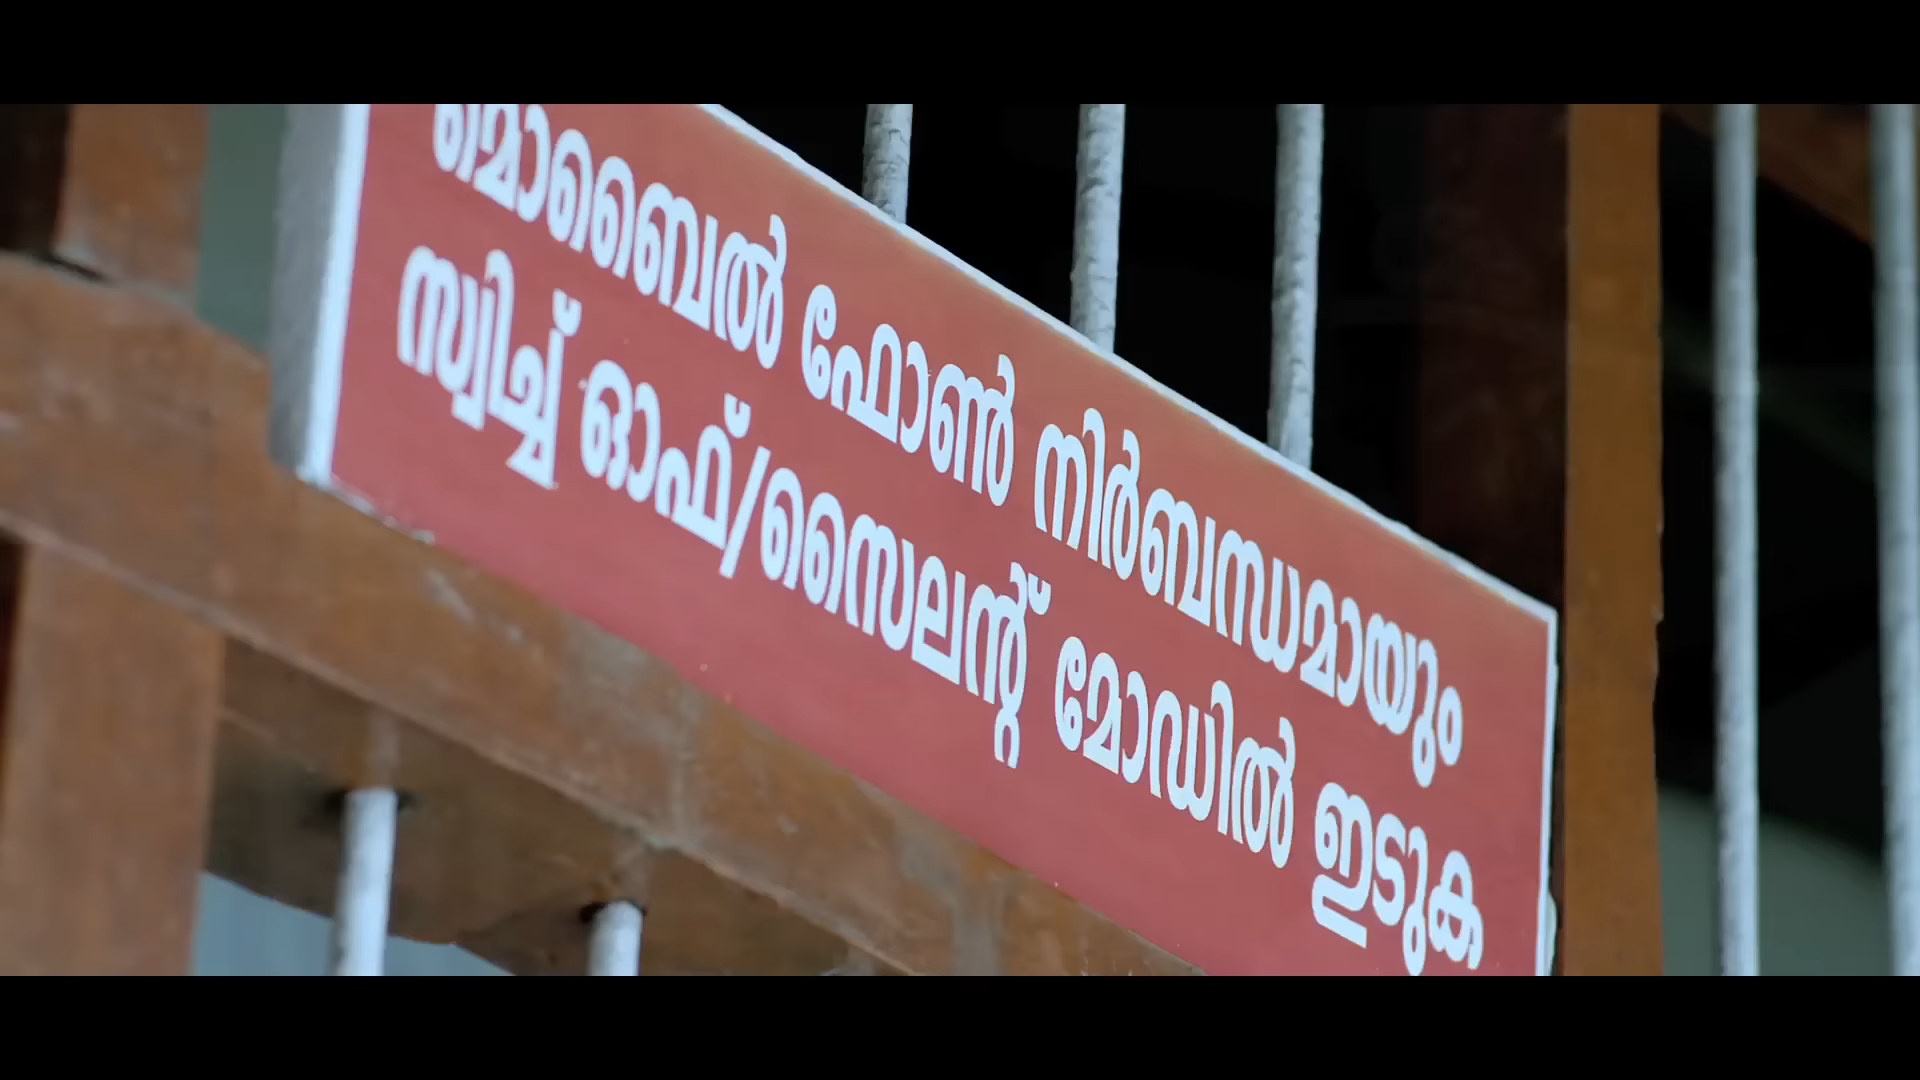 മൊബൈൽ ഫോൺ നിർബന്ധമായും
സ്വിച്ച് ഓഫ്/സൈലന്റ് മോഡിൽ ഇടുക